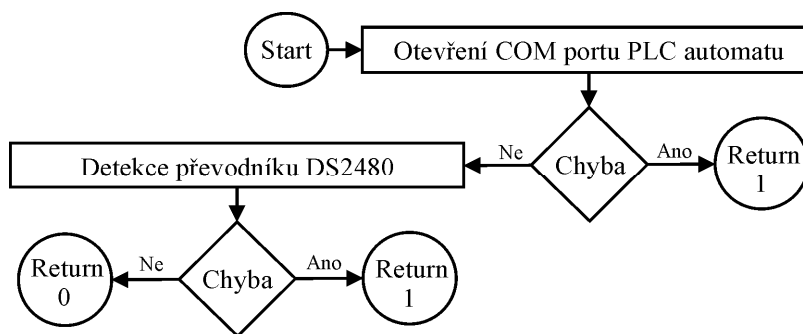 Start
Otevření COM portu PLC automatu
Chyba
Ano
Return
1
Ne
Detekce převodníku DS2480
Chyba
Ne
Return
0
Ano
Return
1